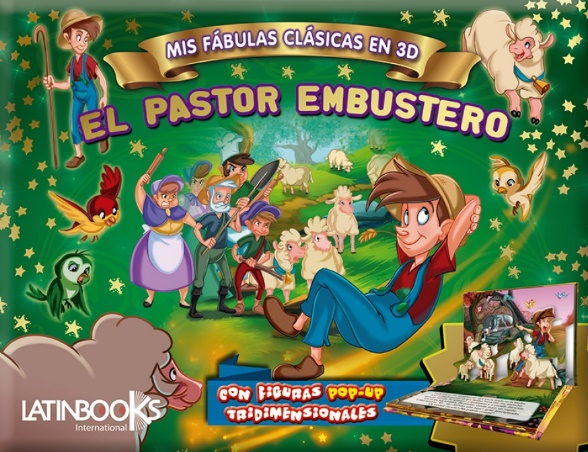 MIS FÁBULAS CLÁSICAS EN 3D
EL PASTOR EMBUSTERO
CON FIGURAS POP-UP
TRIDIMENSIONALES
LATINBOOKS
International